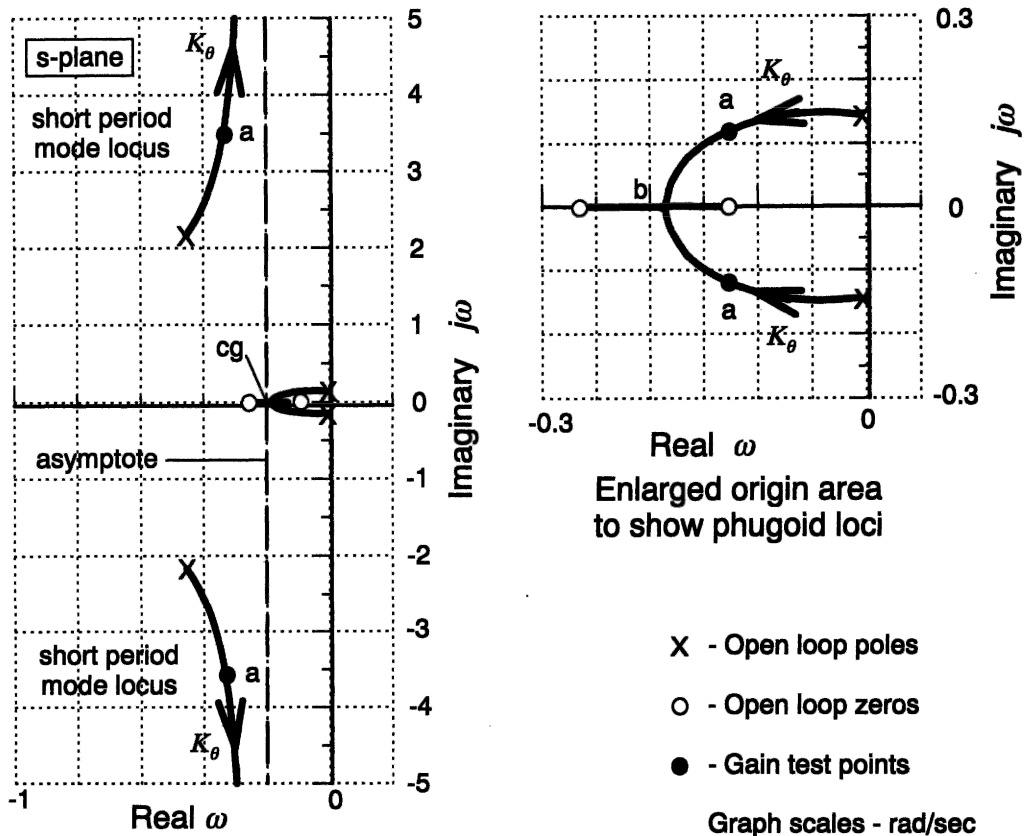 s-plane
short period
mode locus
K_θ
a
cg
asymptote
short period
mode locus
a
K_θ
5
4
3
2
1
0
-1
-2
-3
-4
-5
-1
0
Real ω
Imaginary jω
K_θ
a
b
a
K_θ
0.3
0
-0.3
-0.3
0
Real ω
Imaginary jω
Enlarged origin area
to show phugoid loci
X - Open loop poles
O - Open loop zeros
● - Gain test points
Graph scales - rad/sec